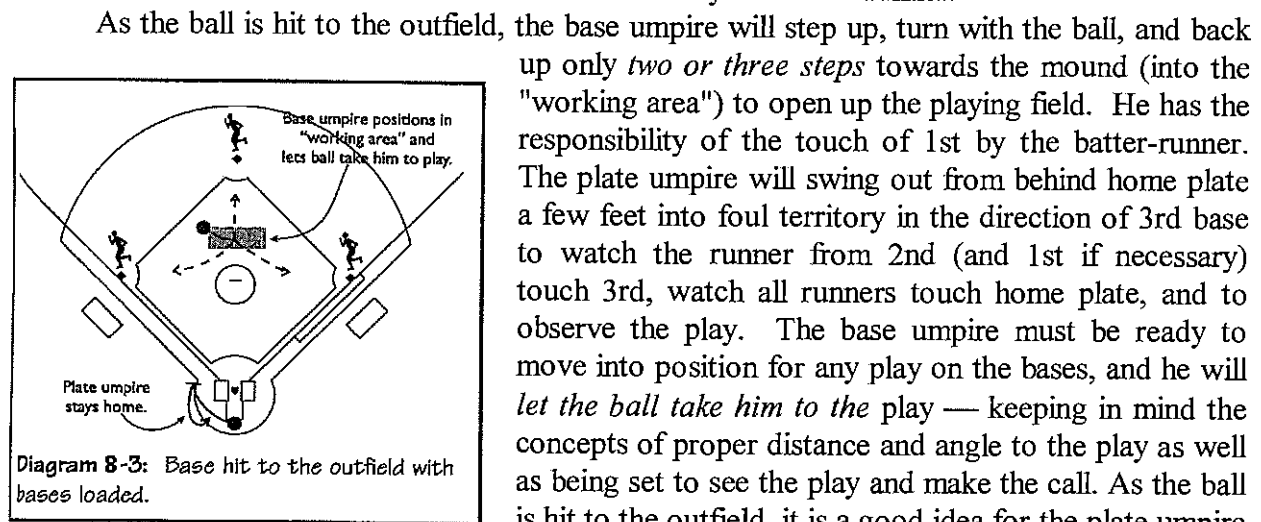 As the ball is hit to the outfield, the base umpire will step up, turn with the ball, and back
up only two or three steps towards the mound (into the
"working area") to open up the playing field. He has the
responsibility of the touch of 1st by the batter-runner.
The plate umpire will swing out from behind home plate
a few feet into foul territory in the direction of 3rd base
to watch the runner from 2nd (and 1st if necessary)
touch 3rd, watch all runners touch home plate, and to
observe the play. The base umpire must be ready to
move into position for any play on the bases, and he will
let the ball take him to the play — keeping in mind the
concepts of proper distance and angle to the play as well
as being set to see the play and make the call. As the ball
is hit to the outfield, it is a good idea for the plate umpire
Base umpire positions in
"working area" and
lets ball take him to play.
Plate umpire
stays home.
Diagram 8-3: Base hit to the outfield with
bases loaded.